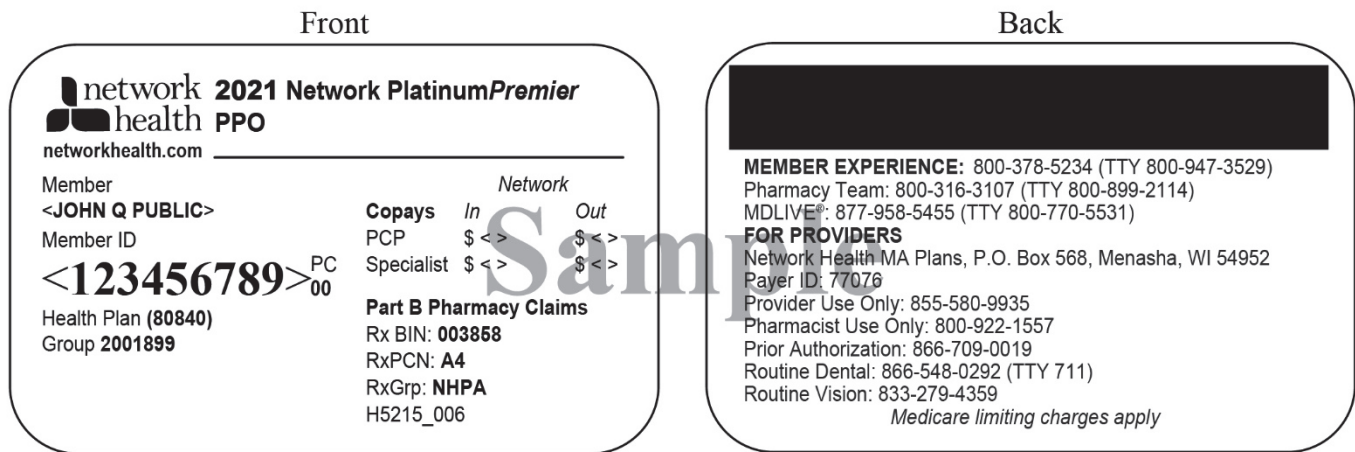 Front
network health 2021 Network PlatinumPremier
PPO
networkhealth.com
Member
<JOHN Q PUBLIC>
Member ID
<123456789> PC 00
Health Plan (80840)
Group 2001899
Network
Copays In Out
PCP $ < > $ < >
Specialist $ < > $ < >
Part B Pharmacy Claims
Rx BIN: 003858
RxPCN: A4
RxGrp: NHPA
H5215_006
Sample
Back
MEMBER EXPERIENCE: 800-378-5234 (TTY 800-947-3529)
Pharmacy Team: 800-316-3107 (TTY 800-899-2114)
MDLIVE®: 877-958-5455 (TTY 800-770-5531)
FOR PROVIDERS
Network Health MA Plans, P.O. Box 568, Menasha, WI 54952
Payer ID: 77076
Provider Use Only: 855-580-9935
Pharmacist Use Only: 800-922-1557
Prior Authorization: 866-709-0019
Routine Dental: 866-548-0292 (TTY 711)
Routine Vision: 833-279-4359
Medicare limiting charges apply